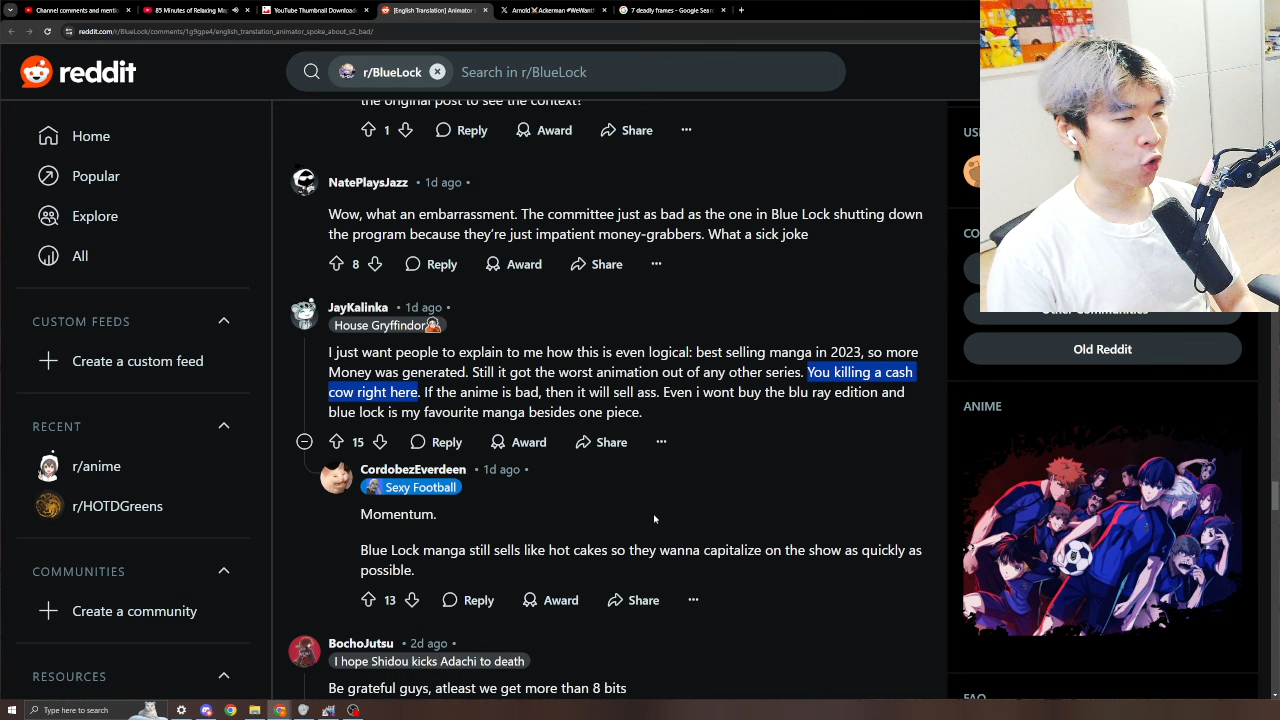 Channel comments and mentio
85 Minutes of Relaxing Ma
YouTube Thumbnail Downloade
[English Translation] Animator s
Arnold Ackerman #WeWant
7 deadly frames - Google Sear
reddit.com/r/BlueLock/comments/1g9gpe4/english_translation_animator_spoke_about_s2_bad/
reddit
r/BlueLock
Search in r/BlueLock
Home
Popular
Explore
All
CUSTOM FEEDS
Create a custom feed
RECENT
r/anime
r/HOTDGreens
COMMUNITIES
Create a community
RESOURCES
the original post to see the context?
1 Reply Award Share
NatePlaysJazz • 1d ago •
Wow, what an embarrassment. The committee just as bad as the one in Blue Lock shutting down
the program because they're just impatient money-grabbers. What a sick joke
8 Reply Award Share
JayKalinka • 1d ago •
House Gryffindor
I just want people to explain to me how this is even logical: best selling manga in 2023, so more
Money was generated. Still it got the worst animation out of any other series. You killing a cash
cow right here. If the anime is bad, then it will sell ass. Even i wont buy the blu ray edition and
blue lock is my favourite manga besides one piece.
15 Reply Award Share
CordobezEverdeen • 1d ago •
Sexy Football
Momentum.
Blue Lock manga still sells like hot cakes so they wanna capitalize on the show as quickly as
possible.
13 Reply Award Share
BochoJutsu • 2d ago •
I hope Shidou kicks Adachi to death
Be grateful guys, atleast we get more than 8 bits
US
CO
Other Communities
Old Reddit
ANIME
FAQ
Type here to search